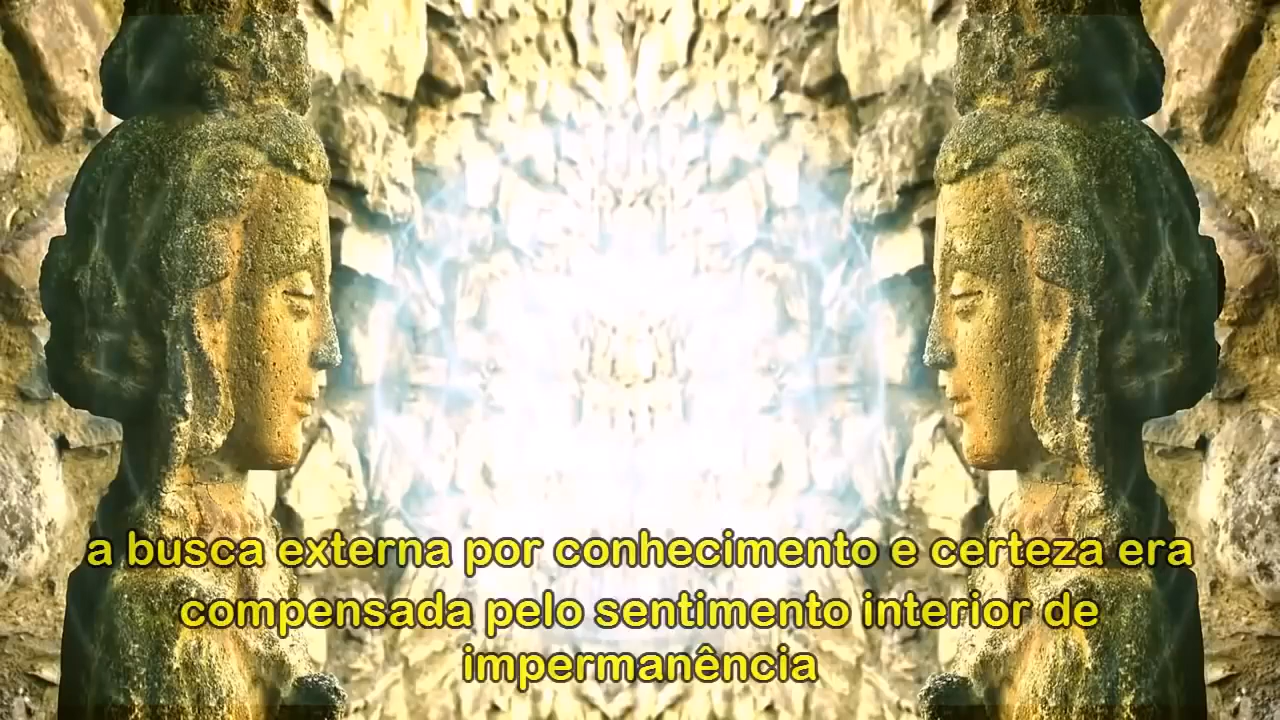 a busca externa por conhecimento e certeza era
compensada pelo sentimento interior de
impermanência